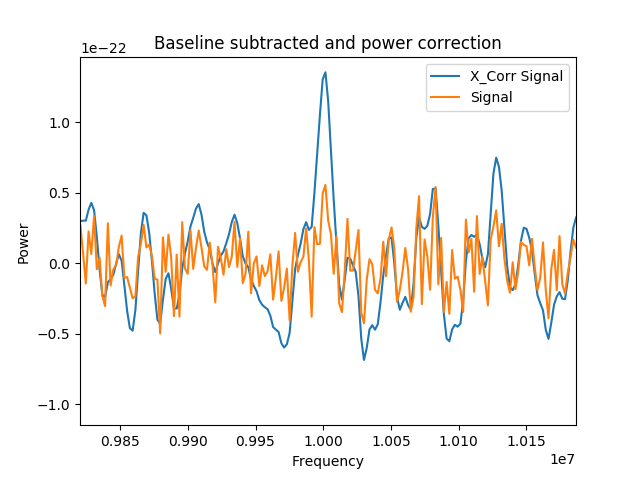 Baseline subtracted and power correction
1e−22
X_Corr Signal
Signal
1.0
0.5
0.0
−0.5
−1.0
Power
0.985
0.990
0.995
1.000
1.005
1.010
1.015
Frequency
1e7